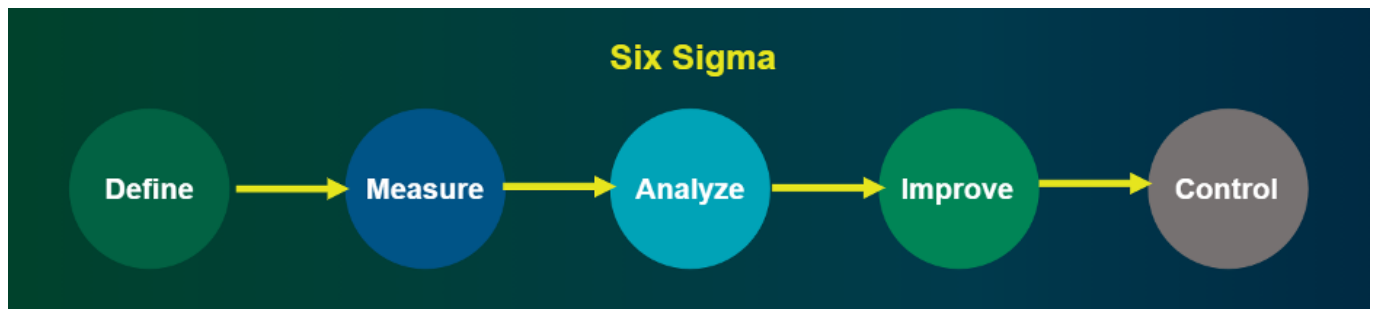 Six Sigma
Define
Measure
Analyze
Improve
Control